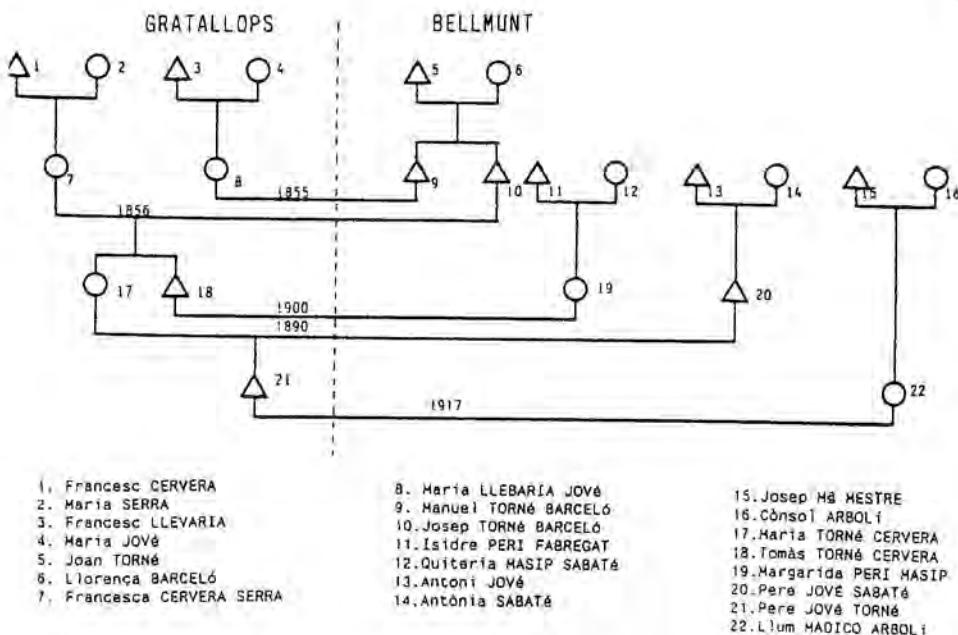 GRATALLOPS BELLMUNT
1 2 3 4 5 6
7 8 9 10 11 12 13 14 15 16
1855
1856
17 18 19 20
1900
1890
21 22
1917
1. Francesc CERVERA
2. Maria SERRA
3. Francesc LLEVARIA
4. Maria JOVé
5. Joan TORNé
6. Llorença BARCELó
7. Francesca CERVERA SERRA
8. Maria LLEBARIA JOVé
9. Manuel TORNé BARCELó
10. Josep TORNé BARCELó
11. Isidre PERI FABREGAT
12. Quiteria MASIP SABATé
13. Antoni JOVé
14. Antònia SABATé
15. Josep Mª MESTRE
16. Cònsol ARBOLí
17. Maria TORNé CERVERA
18. Tomàs TORNé CERVERA
19. Margarida PERI MASIP
20. Pere JOVé SABATé
21. Pere JOVé TORNé
22. Llum MADICO ARBOLí